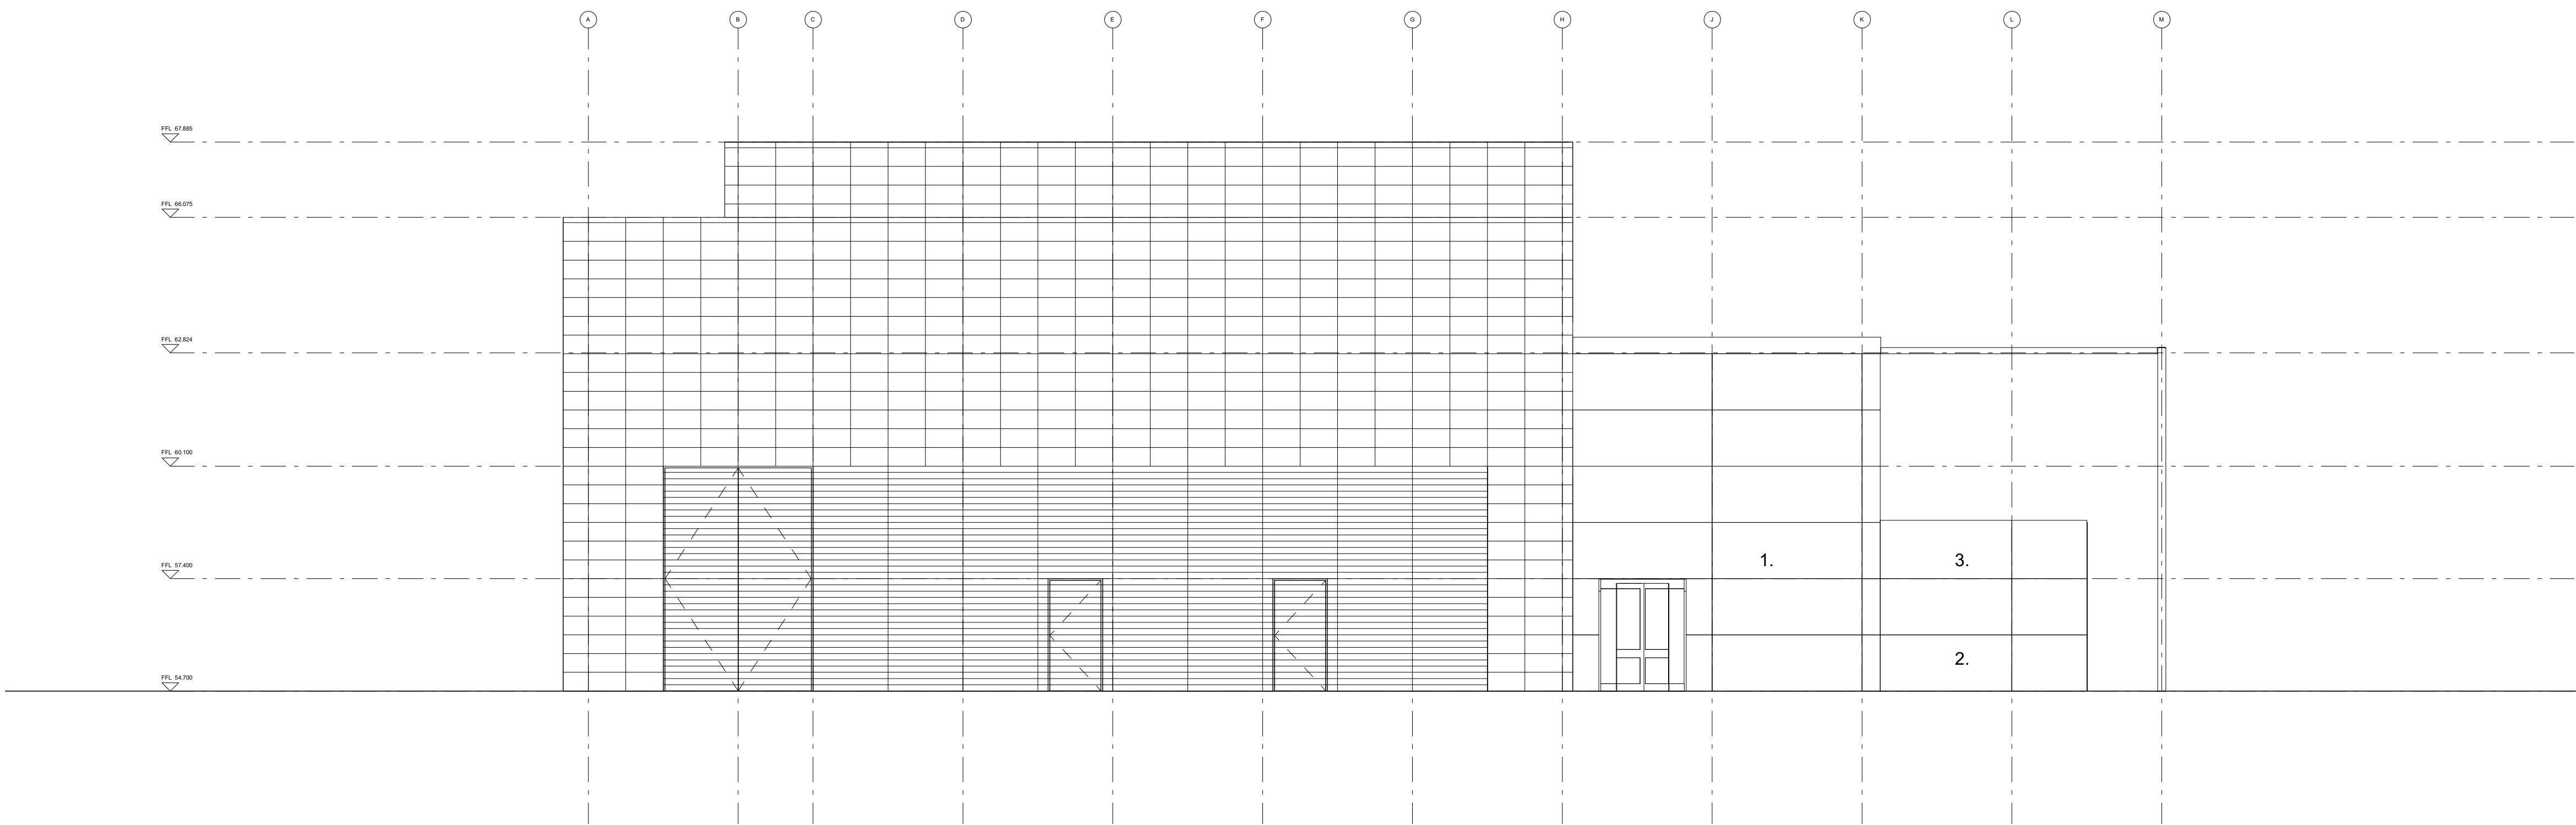 A B C D E F G H J K L M
FFL 67.885
FFL 66.075
FFL 62.824
FFL 60.100
FFL 57.400
1. 3.
2.
FFL 54.700